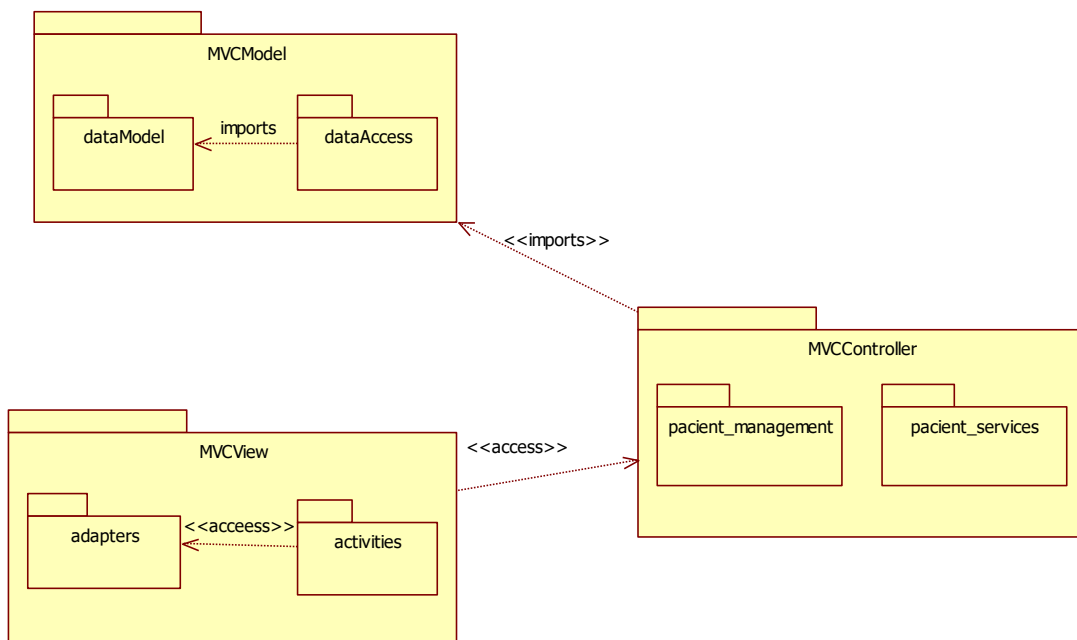 MVCModel
dataModel
imports
dataAccess
<<imports>>
MVCController
pacient_management
pacient_services
MVCView
<<access>>
adapters
<<acceess>>
activities